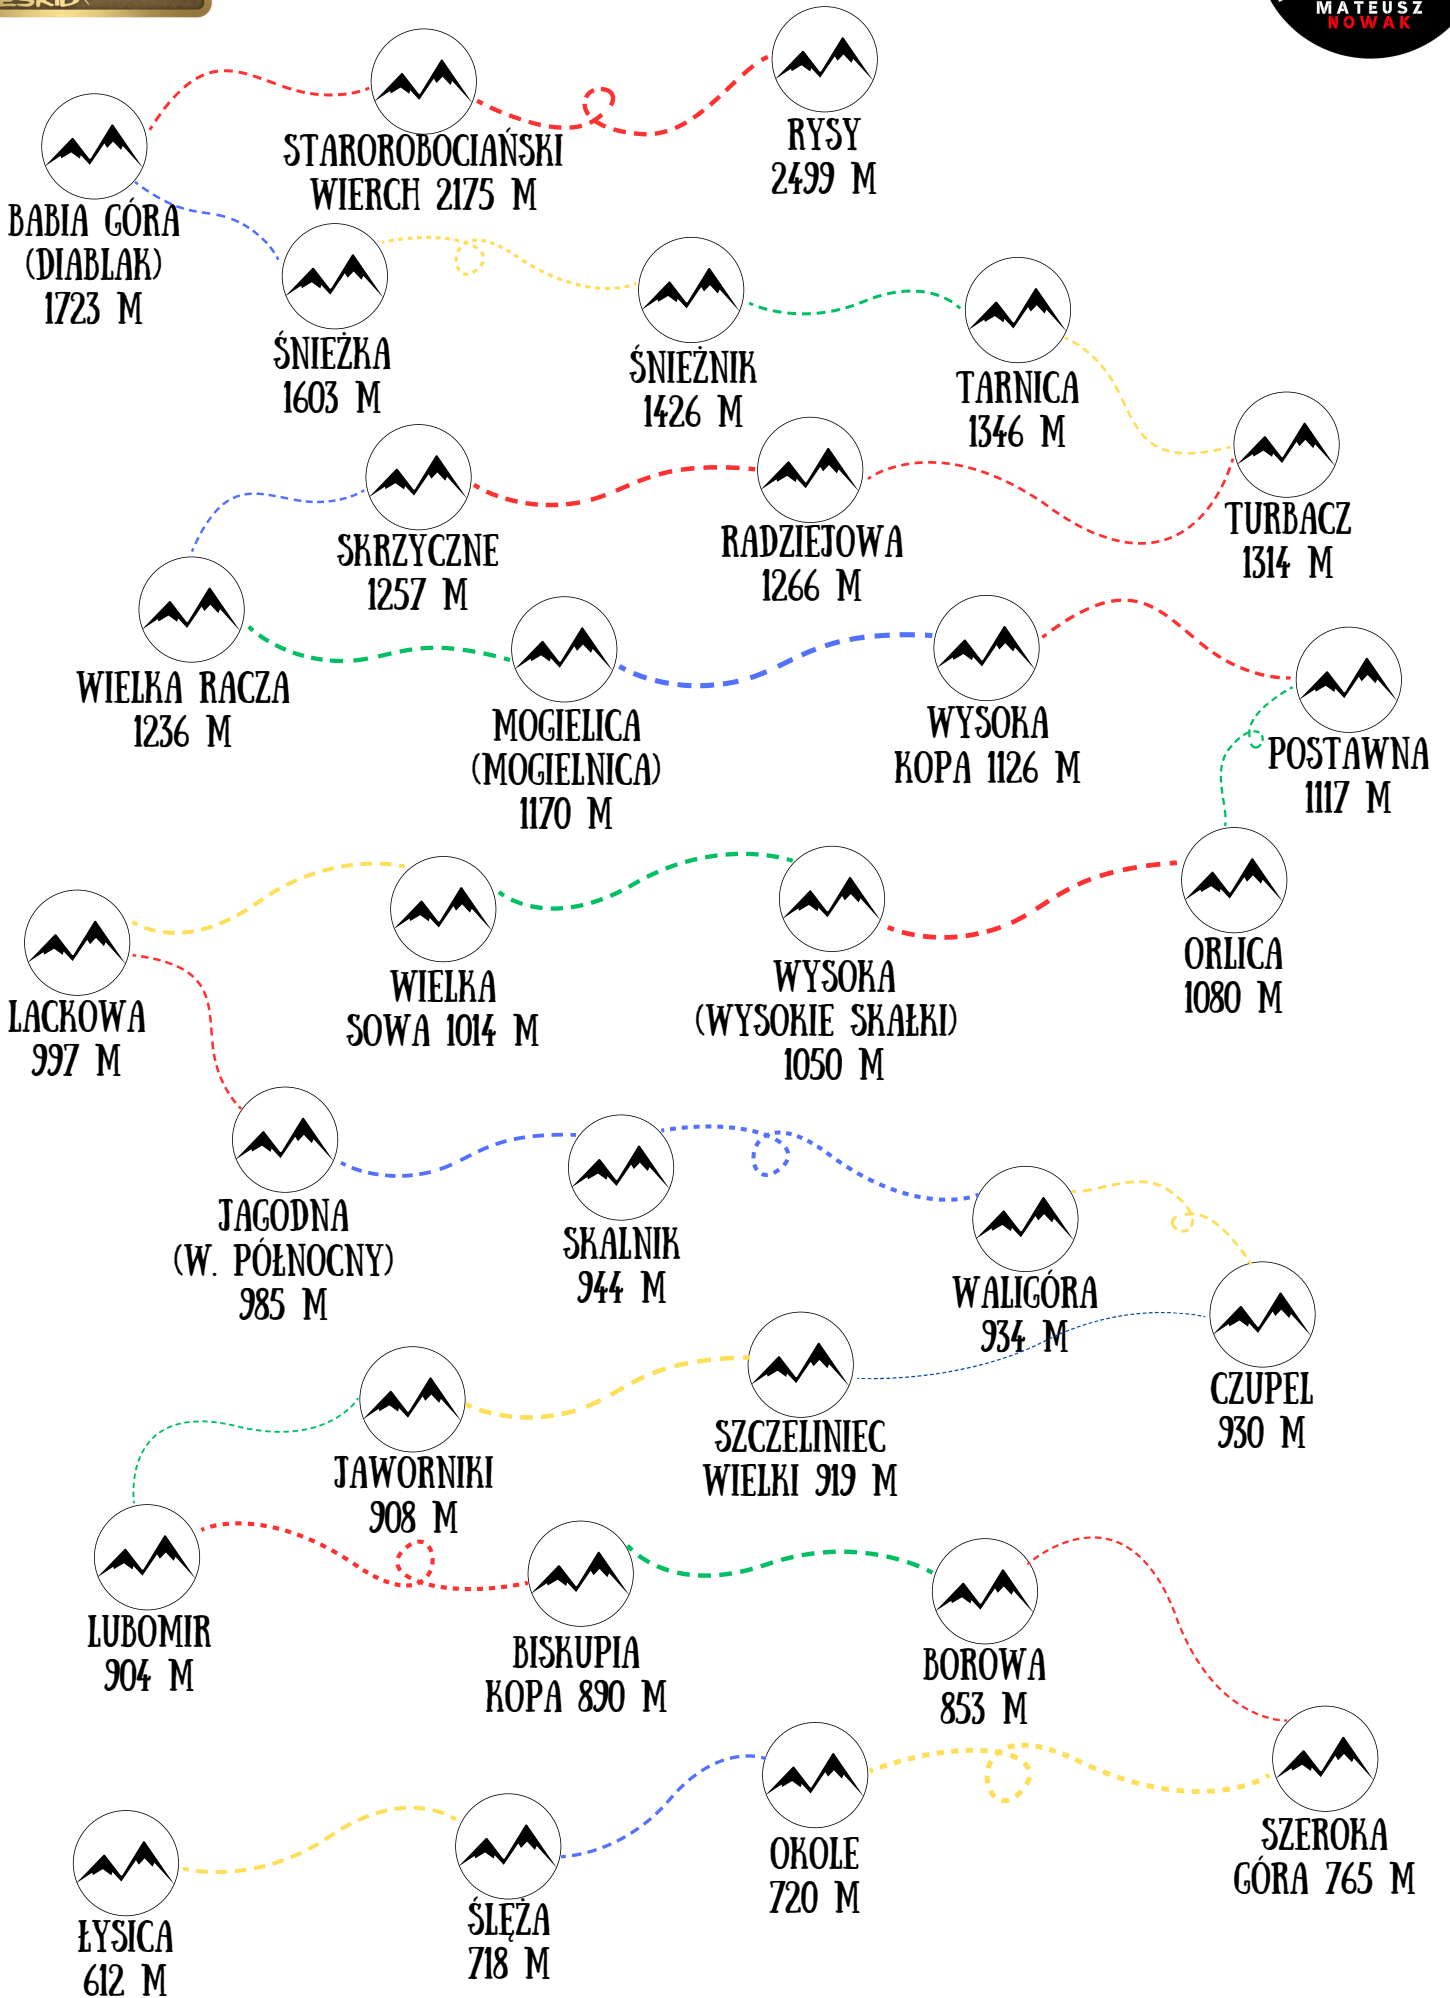 MATEUSZ
NOWAK
RYSY
2499 M
STAROROBOCIAŃSKI
WIERCH 2175 M
BABIA GÓRA
(DIABLAK)
1723 M
ŚNIEŻKA
1603 M
ŚNIEŻNIK
1426 M
TARNICA
1346 M
TURBACZ
1314 M
RADZIEJOWA
1266 M
SKRZYCZNE
1257 M
WIELKA RACZA
1236 M
MOGIELICA
(MOGIELNICA)
1170 M
WYSOKA
KOPA 1126 M
POSTAWNA
1117 M
ORLICA
1080 M
WYSOKA
(WYSOKIE SKAŁKI)
1050 M
WIELKA
SOWA 1014 M
LACKOWA
997 M
JAGODNA
(W. PÓŁNOCNY)
985 M
SKALNIK
944 M
WALIGÓRA
934 M
CZUPEL
930 M
SZCZELINIEC
WIELKI 919 M
JAWORNIKI
908 M
LUBOMIR
904 M
BISKUPIA
KOPA 890 M
BOROWA
853 M
SZEROKA
GÓRA 765 M
OKOLE
720 M
ŚLĘŻA
718 M
ŁYSICA
612 M